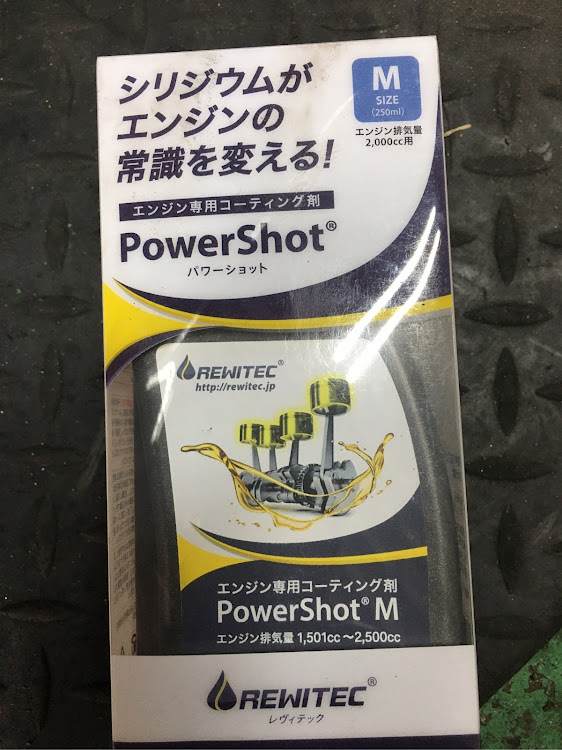 シリジウムが
エンジンの
常識を変える!
M
SIZE
(250ml)
エンジン排気量
2,000cc用
エンジン専用コーティング剤
PowerShot®
パワーショット
REWITEC®
http://rewitec.jp
エンジン専用コーティング剤
PowerShot® M
エンジン排気量 1,501cc～2,500cc
REWITEC®
レヴィテック